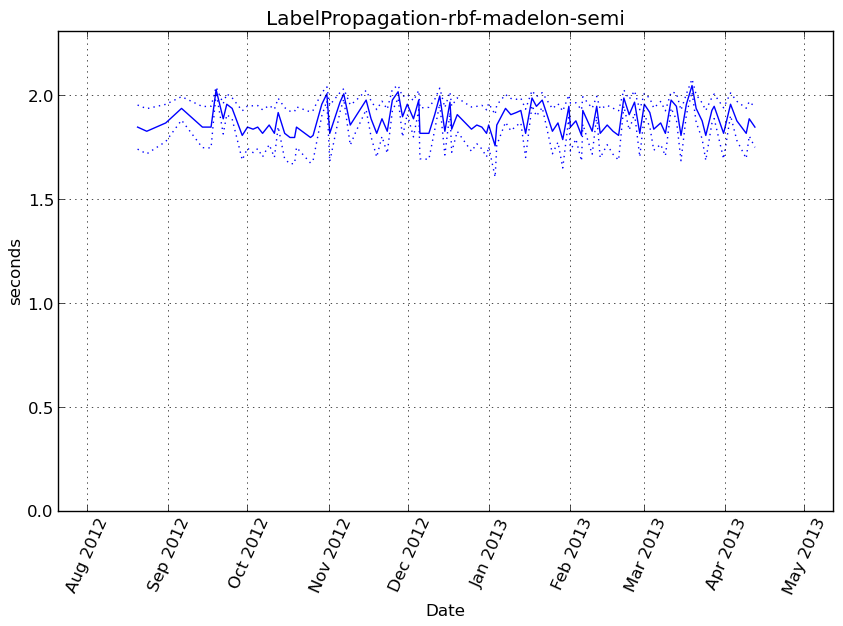 LabelPropagation-rbf-madelon-semi
2.0
1.5
1.0
0.5
0.0
seconds
Aug 2012
Sep 2012
Oct 2012
Nov 2012
Dec 2012
Jan 2013
Feb 2013
Mar 2013
Apr 2013
May 2013
Date